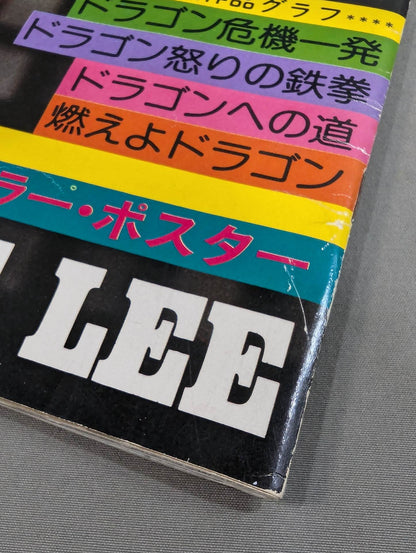 グラフ****
ドラゴン危機一発
ドラゴン怒りの鉄拳
ドラゴンへの道
燃えよドラゴン
ラー・ポスター
LEE